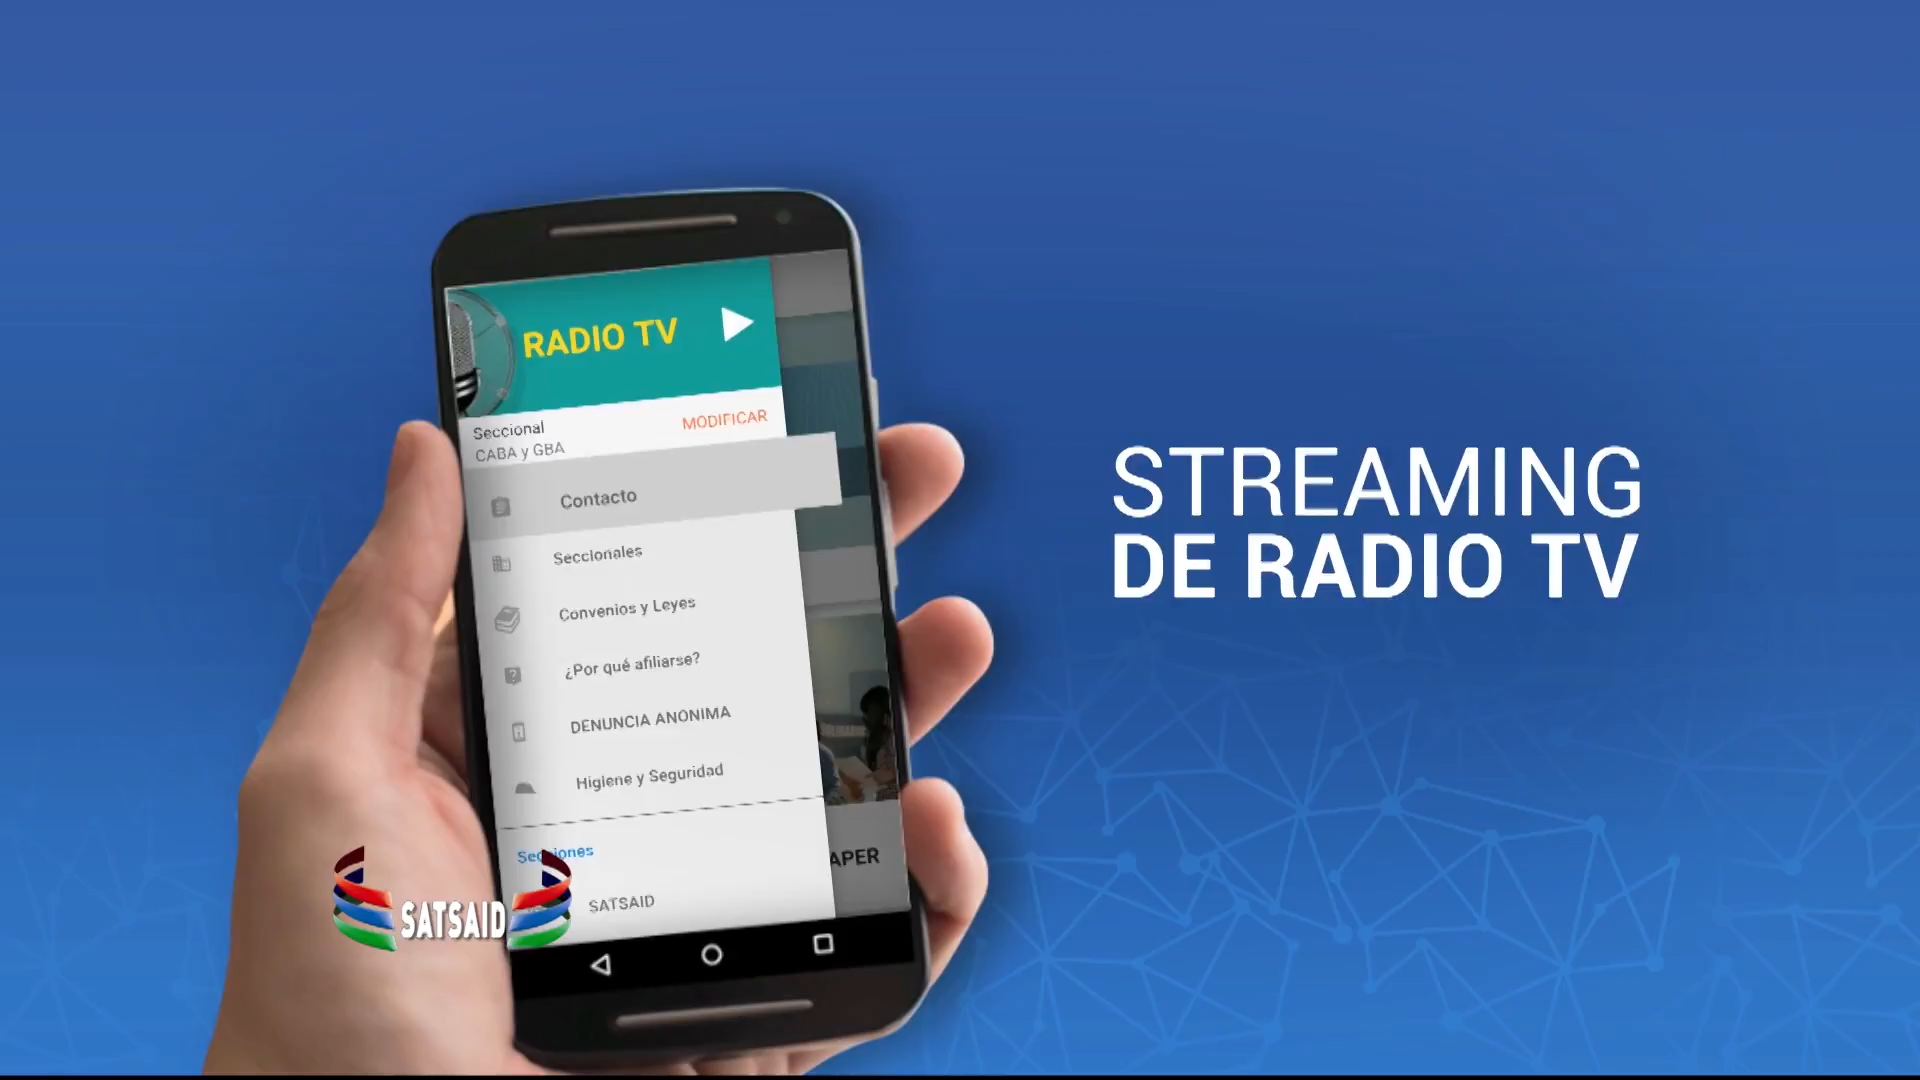 RADIO TV
Seccional
MODIFICAR
CABA y GBA
Contacto
Seccionales
Convenios y Leyes
¿Por qué afiliarse?
DENUNCIA ANONIMA
Higiene y Seguridad
Secciones
APER
SATSAID
SATSAID
STREAMING
DE RADIO TV